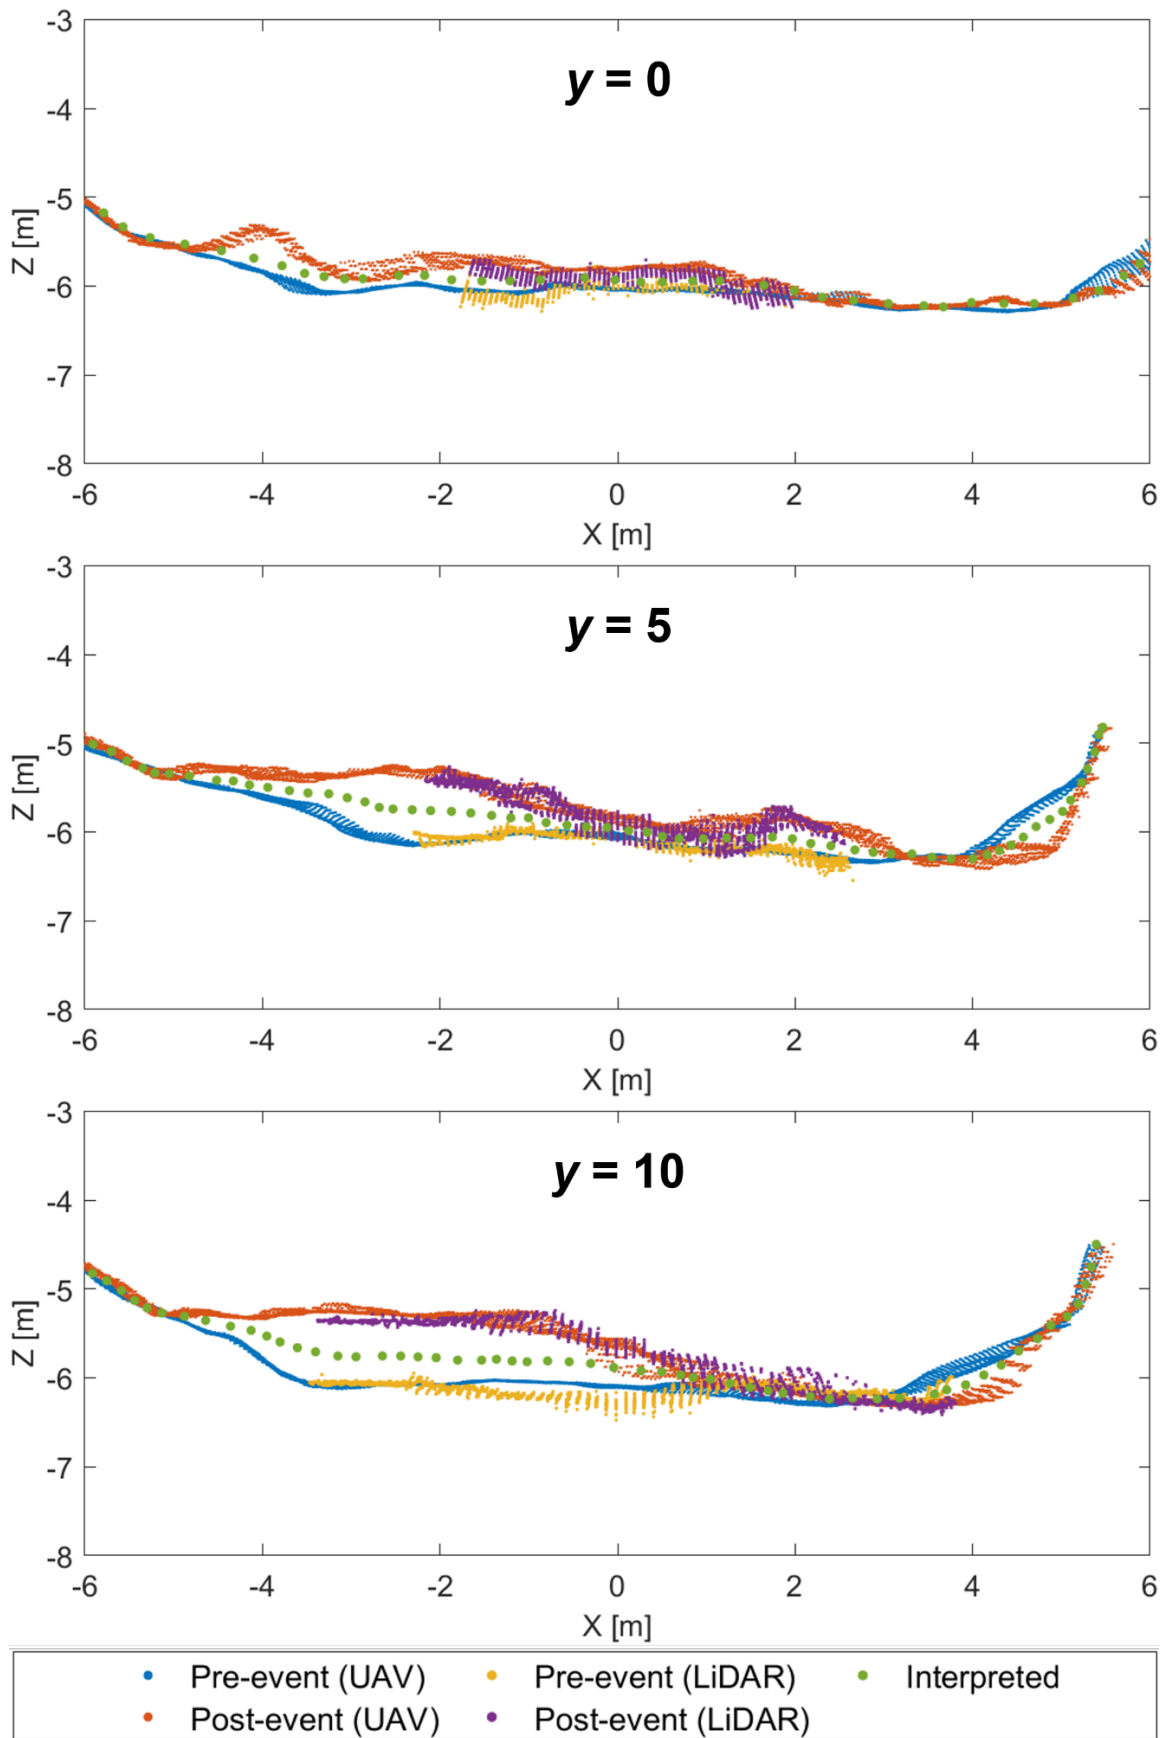 -3
y = 0
-4
-5
Z [m]
-6
-7
-8
-6 -4 -2 0 2 4 6
X [m]
-3
y = 5
-4
-5
Z [m]
-6
-7
-8
-6 -4 -2 0 2 4 6
X [m]
-3
y = 10
-4
-5
Z [m]
-6
-7
-8
-6 -4 -2 0 2 4 6
X [m]
Pre-event (UAV) Pre-event (LiDAR) Interpreted
Post-event (UAV) Post-event (LiDAR)